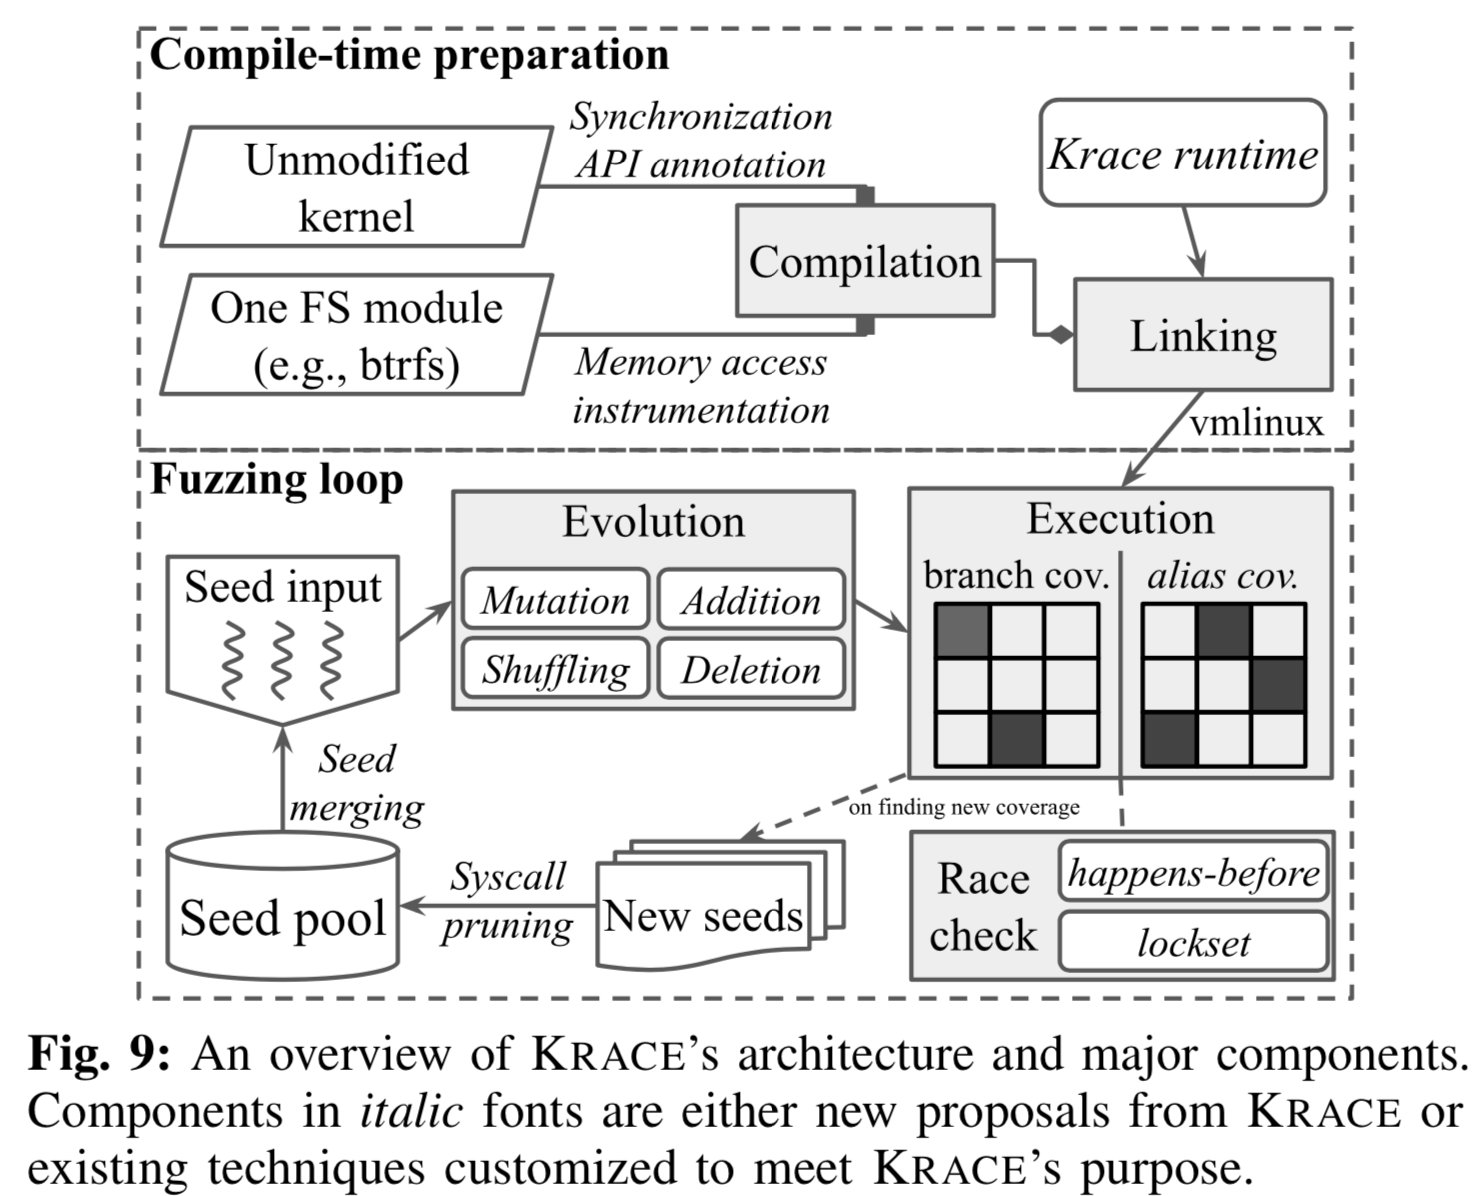 Compile-time preparation
Unmodified
kernel
Synchronization
API annotation
Krace runtime
Compilation
One FS module
(e.g., btrfs)
Memory access
instrumentation
Linking
vmlinux
Fuzzing loop
Seed input
Evolution
Mutation
Addition
Shuffling
Deletion
Execution
branch cov.
alias cov.
Seed
merging
on finding new coverage
Seed pool
Syscall
pruning
New seeds
Race
check
happens-before
lockset
Fig. 9: An overview of KRACE's architecture and major components.
Components in italic fonts are either new proposals from KRACE or
existing techniques customized to meet KRACE's purpose.